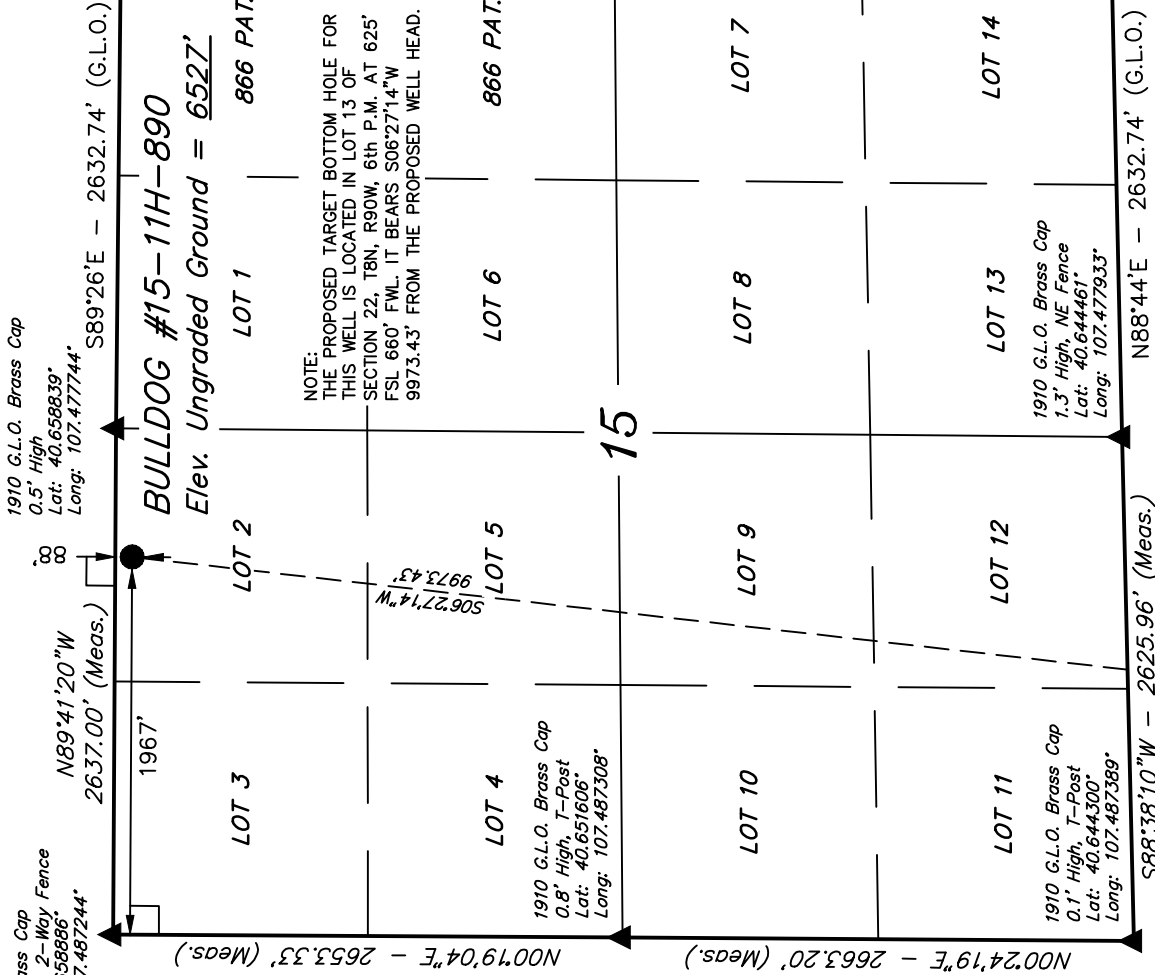 1910 G.L.O. Brass Cap
0.5' High
Lat: 40.658839°
Long: 107.477744°
S89°26'E - 2632.74' (G.L.O.)
BULLDOG #15-11H-890
Elev. Ungraded Ground = 6527'
88'
N89°41'20"W
2637.00' (Meas.)
1967'
ass Cap
2-Way Fence
58886°
7.487244°
LOT 3
LOT 2
LOT 1
866 PAT.
NOTE:
THE PROPOSED TARGET BOTTOM HOLE FOR
THIS WELL IS LOCATED IN LOT 13 OF
SECTION 22, T8N, R90W, 6th P.M. AT 625'
FSL 660' FWL. IT BEARS S06°27'14"W
9973.43' FROM THE PROPOSED WELL HEAD.
S06°27'14"W
9973.43'
LOT 4
LOT 5
LOT 6
866 PAT.
1910 G.L.O. Brass Cap
0.8' High, T-Post
Lat: 40.651606°
Long: 107.487308°
N00°19'04"E - 2653.33' (Meas.)
15
LOT 10
LOT 9
LOT 8
LOT 7
LOT 11
LOT 12
LOT 13
LOT 14
1910 G.L.O. Brass Cap
0.1' High, T-Post
Lat: 40.644300°
Long: 107.487389°
1910 G.L.O. Brass Cap
1.3' High, NE Fence
Lat: 40.644461°
Long: 107.477933°
N00°24'19"E - 2663.20' (Meas.)
S88°38'10"W - 2625.96' (Meas.)
N88°44'E - 2632.74' (G.L.O.)